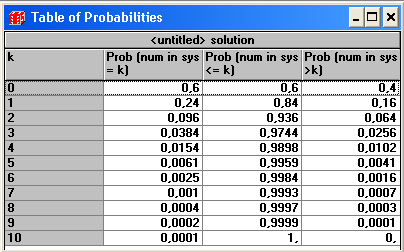 Table of Probabilities
<untitled> solution
k Prob (num in sys = k) Prob (num in sys <= k) Prob (num in sys >k)
0 0,6 0,6 0,4
1 0,24 0,84 0,16
2 0,096 0,936 0,064
3 0,0384 0,9744 0,0256
4 0,0154 0,9898 0,0102
5 0,0061 0,9959 0,0041
6 0,0025 0,9984 0,0016
7 0,001 0,9993 0,0007
8 0,0004 0,9997 0,0003
9 0,0002 0,9999 0,0001
10 0,0001 1, 0,